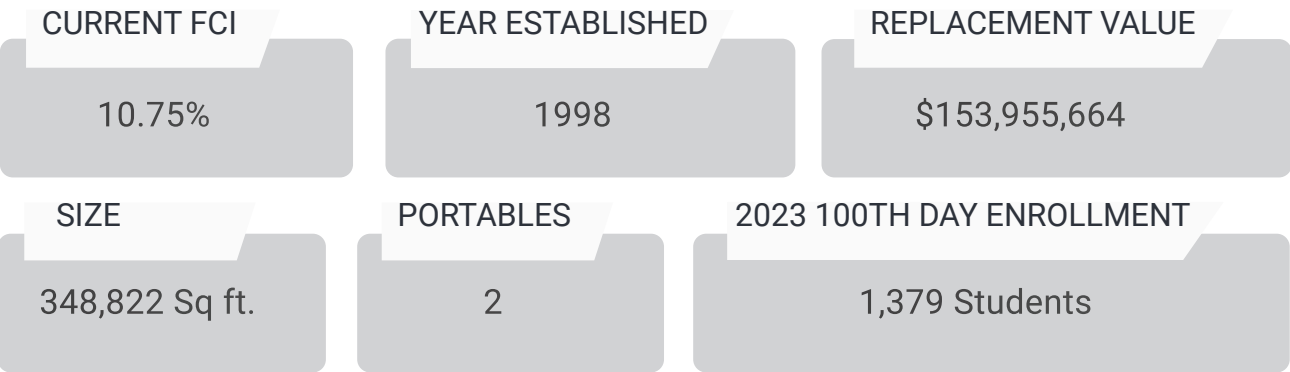 CURRENT FCI
YEAR ESTABLISHED
REPLACEMENT VALUE
10.75%
1998
$153,955,664
SIZE
PORTABLES
2023 100TH DAY ENROLLMENT
348,822 Sq ft.
2
1,379 Students